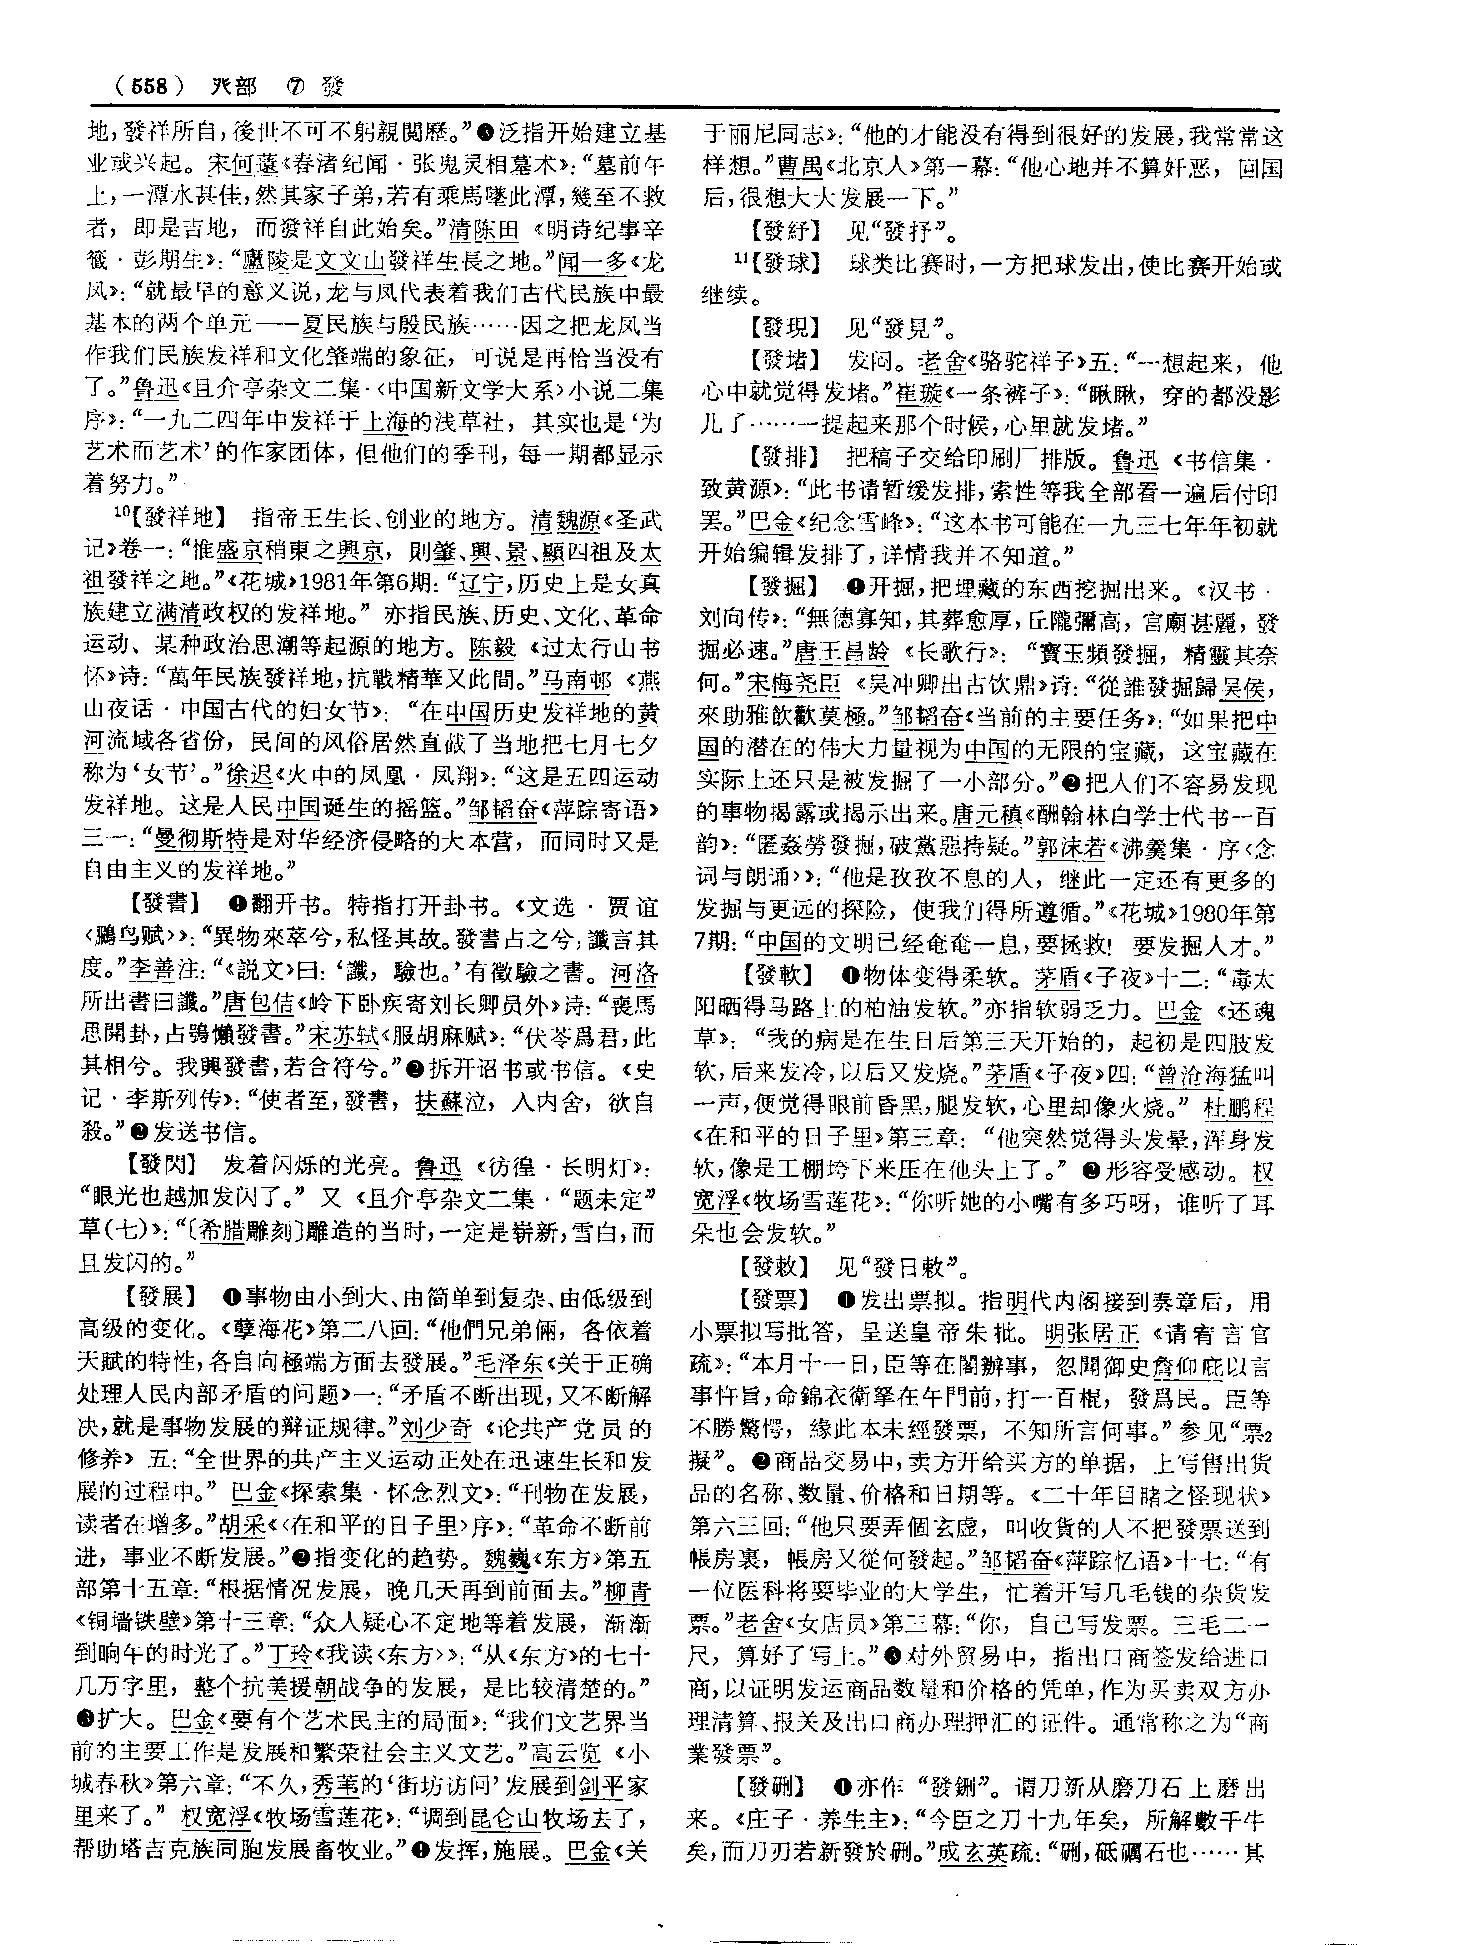 （558） 癶部 ⑦ 發
地，發祥所自，後世不可不躬親閲歷。”❸泛指开始建立基
业或兴起。宋何薳《春渚纪闻·张鬼灵相墓术》：“墓前午
上，一潭水甚佳，然其家子弟，若有乘馬墜此潭，幾至不救
者，即是吉地，而發祥自此始矣。”清陈田《明诗纪事辛
籖·彭期生》：“廬陵是文文山發祥生長之地。”闻一多《龙
凤》：“就最早的意义说，龙与凤代表着我们古代民族中最
基本的两个单元——夏民族与殷民族……因之把龙凤当
作我们民族发祥和文化肇端的象征，可说是再恰当没有
了。”鲁迅《且介亭杂文二集·〈中国新文学大系〉小说二集
序》：“一九二四年中发祥于上海的浅草社，其实也是‘为
艺术而艺术’的作家团体，但他们的季刊，每一期都显示
着努力。”
10【發祥地】 指帝王生长、创业的地方。清魏源《圣武
记》卷一：“惟盛京稍東之興京，則肇、興、景、顯四祖及太
祖發祥之地。”《花城》1981年第6期：“辽宁，历史上是女真
族建立满清政权的发祥地。” 亦指民族、历史、文化、革命
运动、某种政治思潮等起源的地方。陈毅《过太行山书
怀》诗：“萬年民族發祥地，抗戰精華又此間。”马南邨《燕
山夜话·中国古代的妇女节》：“在中国历史发祥地的黄
河流域各省份，民间的风俗居然直截了当地把七月七夕
称为‘女节’。”徐迟《火中的凤凰·凤翔》：“这是五四运动
发祥地。这是人民中国诞生的摇篮。”邹韬奋《萍踪寄语》
三一：“曼彻斯特是对华经济侵略的大本营，而同时又是
自由主义的发祥地。”
【發書】 ❶翻开书。特指打开卦书。《文选·贾谊
〈鵩鸟赋〉》：“異物來萃兮，私怪其故。發書占之兮，讖言其
度。”李善注：“《説文》曰：‘讖，驗也。’有徵驗之書。河洛
所出書曰讖。”唐包佶《岭下卧疾寄刘长卿员外》诗：“喪馬
思開卦，占鴞懶發書。”宋苏轼《服胡麻赋》：“伏苓爲君，此
其相兮。我興發書，若合符兮。”❷拆开诏书或书信。《史
记·李斯列传》：“使者至，發書，扶蘇泣，入内舍，欲自
殺。”❷发送书信。
【發閃】 发着闪烁的光亮。鲁迅《彷徨·长明灯》：
“眼光也越加发闪了。” 又《且介亭杂文二集·“题未定”
草（七）》：“〔希腊雕刻〕雕造的当时，一定是崭新，雪白，而
且发闪的。”
【發展】 ❶事物由小到大、由简单到复杂、由低级到
高级的变化。《孽海花》第二八回：“他們兄弟倆，各依着
天賦的特性，各自向極端方面去發展。”毛泽东《关于正确
处理人民内部矛盾的问题》一：“矛盾不断出现，又不断解
决，就是事物发展的辩证规律。”刘少奇《论共产党员的
修养》五：“全世界的共产主义运动正处在迅速生长和发
展的过程中。” 巴金《探索集·怀念烈文》：“刊物在发展，
读者在增多。”胡采《〈在和平的日子里〉序》：“革命不断前
进，事业不断发展。”❷指变化的趋势。魏巍《东方》第五
部第十五章：“根据情况发展，晚几天再到前面去。”柳青
《铜墙铁壁》第十三章：“众人疑心不定地等着发展，渐渐
到晌午的时光了。”丁玲《我读〈东方〉》：“从《东方》的七十
几万字里，整个抗美援朝战争的发展，是比较清楚的。”
❸扩大。巴金《要有个艺术民主的局面》：“我们文艺界当
前的主要工作是发展和繁荣社会主义文艺。”高云览《小
城春秋》第六章：“不久，秀苇的‘街坊访问’发展到剑平家
里来了。” 权宽浮《牧场雪莲花》：“调到昆仑山牧场去了，
帮助塔吉克族同胞发展畜牧业。”❹发挥，施展。巴金《关
于丽尼同志》：“他的才能没有得到很好的发展，我常常这
样想。”曹禺《北京人》第一幕：“他心地并不算奸恶，回国
后，很想大大发展一下。”
【發紓】 见“發抒”。
11【發球】 球类比赛时，一方把球发出，使比赛开始或
继续。
【發現】 见“發見”。
【發堵】 发闷。老舍《骆驼祥子》五：“一想起来，他
心中就觉得发堵。”崔璇《一条裤子》：“瞅瞅，穿的都没影
儿了……一提起来那个时候，心里就发堵。”
【發排】 把稿子交给印刷厂排版。鲁迅《书信集·
致黄源》：“此书请暂缓发排，索性等我全部看一遍后付印
罢。”巴金《纪念雪峰》：“这本书可能在一九三七年年初就
开始编辑发排了，详情我并不知道。”
【發掘】 ❶开掘，把埋藏的东西挖掘出来。《汉书·
刘向传》：“無德寡知，其葬愈厚，丘隴彌高，宫廟甚麗，發
掘必速。”唐王昌龄《长歌行》：“寶玉頻發掘，精靈其奈
何。”宋梅尧臣《吴冲卿出古饮鼎》诗：“從誰發掘歸吴侯，
來助雅飲歡莫極。”邹韬奋《当前的主要任务》：“如果把中
国的潜在的伟大力量视为中国的无限的宝藏，这宝藏在
实际上还只是被发掘了一小部分。”❷把人们不容易发现
的事物揭露或揭示出来。唐元稹《酬翰林白学士代书一百
韵》：“匿姦勞發掘，破黨惡持疑。”郭沫若《沸羹集·序〈念
词与朗诵〉》：“他是孜孜不息的人，继此一定还有更多的
发掘与更远的探险，使我们得所遵循。”《花城》1980年第
7期：“中国的文明已经奄奄一息，要拯救！要发掘人才。”
【發軟】 ❶物体变得柔软。茅盾《子夜》十二：“毒太
阳晒得马路上的柏油发软。”亦指软弱乏力。巴金《还魂
草》：“我的病是在生日后第三天开始的，起初是四肢发
软，后来发冷，以后又发烧。”茅盾《子夜》四：“曾沧海猛叫
一声，便觉得眼前昏黑，腿发软，心里却像火烧。” 杜鹏程
《在和平的日子里》第三章：“他突然觉得头发晕，浑身发
软，像是工棚垮下来压在他头上了。” ❷形容受感动。权
宽浮《牧场雪莲花》：“你听她的小嘴有多巧呀，谁听了耳
朵也会发软。”
【發敕】 见“發日敕”。
【發票】 ❶发出票拟。指明代内阁接到奏章后，用
小票拟写批答，呈送皇帝朱批。明张居正《请宥言官
疏》：“本月十一日，臣等在閣辦事，忽聞御史詹仰庇以言
事忤旨，命錦衣衛拏在午門前，打一百棍，發爲民。臣等
不勝驚愕，緣此本未經發票，不知所言何事。”参见“票2
擬”。❷商品交易中，卖方开给买方的单据，上写售出货
品的名称、数量、价格和日期等。《二十年目睹之怪现状》
第六三回：“他只要弄個玄虚，叫收貨的人不把發票送到
帳房裏，帳房又從何發起。”邹韬奋《萍踪忆语》十七：“有
一位医科将要毕业的大学生，忙着开写几毛钱的杂货发
票。”老舍《女店员》第三幕：“你，自己写发票。三毛二一
尺，算好了写上。”❸对外贸易中，指出口商签发给进口
商，以证明发运商品数量和价格的凭单，作为买卖双方办
理清算、报关及出口商办理押汇的证件。通常称之为“商
業發票”。
【發硎】 ❶亦作“發鉶”。谓刀新从磨刀石上磨出
来。《庄子·养生主》：“今臣之刀十九年矣，所解數千牛
矣，而刀刃若新發於硎。”成玄英疏：“硎，砥礪石也……其